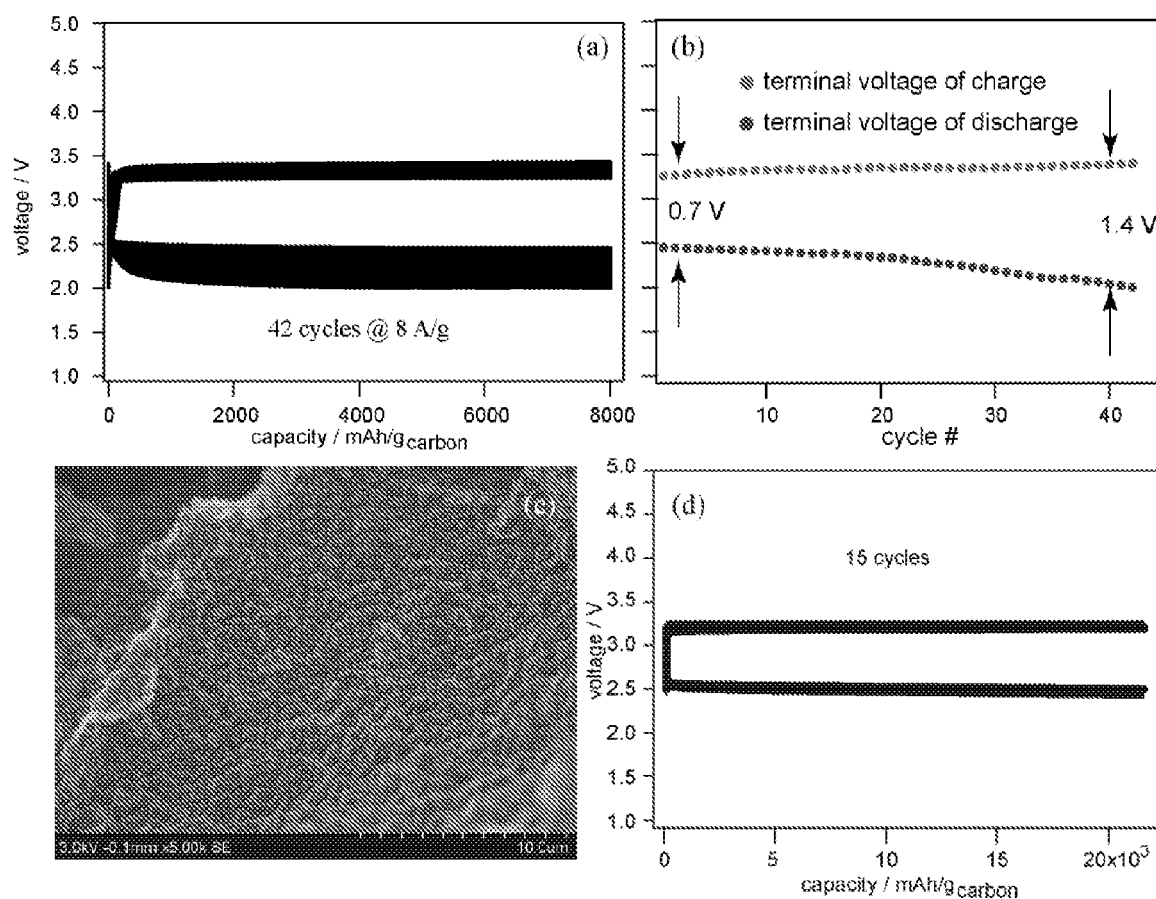 (a)
5.0
4.5
4.0
3.5
3.0
2.5
2.0
1.5
1.0
voltage / V
42 cycles @ 8 A/g
0
2000
4000
6000
8000
capacity / mAh/gcarbon
(b)
terminal voltage of charge
terminal voltage of discharge
0.7 V
1.4 V
10
20
30
40
cycle #
(c)
3.0kV -0.1mm x5.00k SE
10.0um
(d)
5.0
4.5
4.0
3.5
3.0
2.5
2.0
1.5
1.0
voltage / V
15 cycles
0
5
10
15
20x10³
capacity / mAh/gcarbon